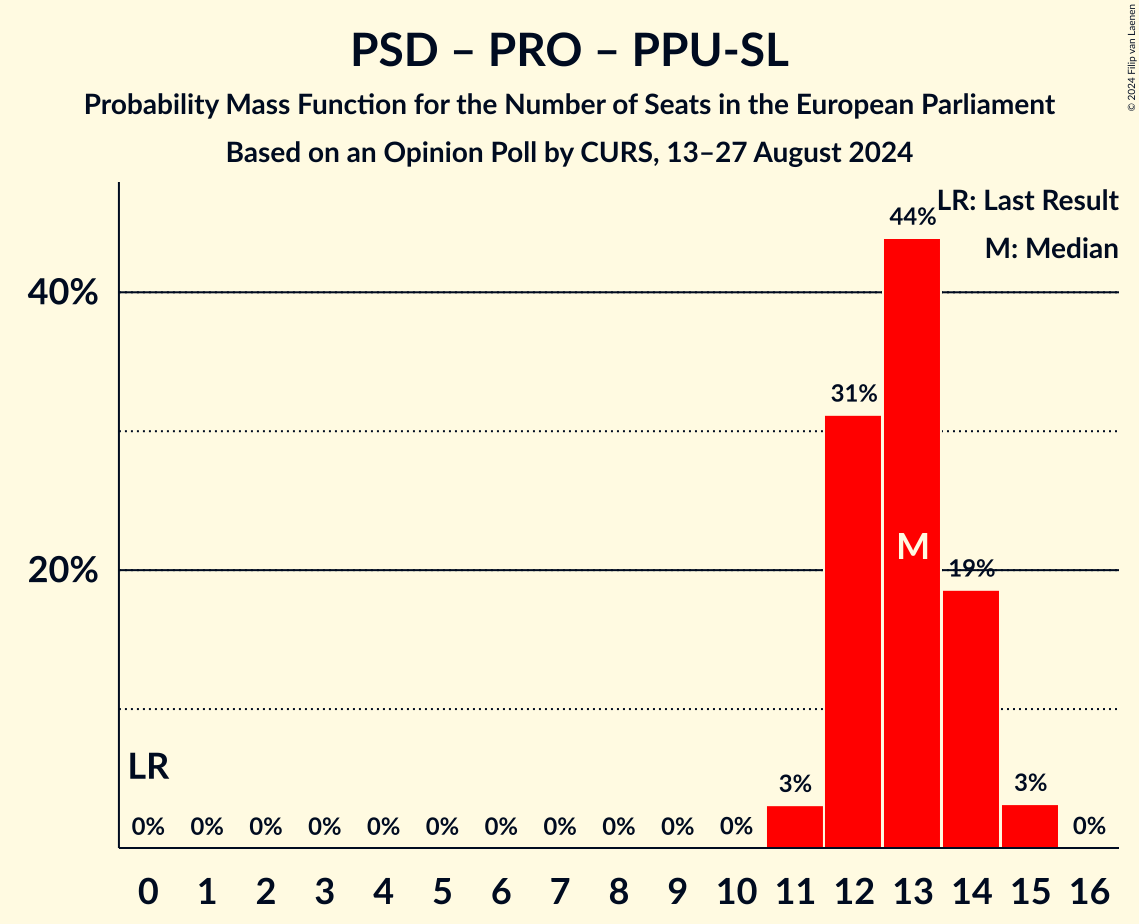 PSD – PRO – PPU-SL
Probability Mass Function for the Number of Seats in the European Parliament
Based on an Opinion Poll by CURS, 13–27 August 2024
© 2024 Filip van Laenen
LR: Last Result
M: Median
44%
40%
31%
M
20%
19%
LR
3%
3%
0% 0% 0% 0% 0% 0% 0% 0% 0% 0% 0% 0%
0 1 2 3 4 5 6 7 8 9 10 11 12 13 14 15 16